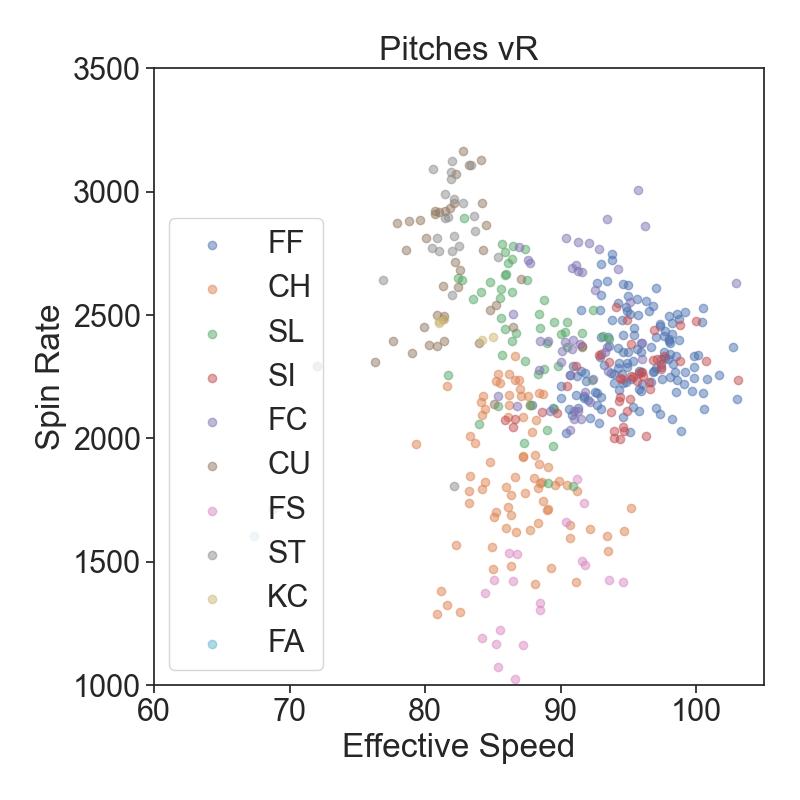 Pitches vR
3500
3000
2500
2000
1500
1000
Spin Rate
FF
CH
SL
SI
FC
CU
FS
ST
KC
FA
60 70 80 90 100
Effective Speed